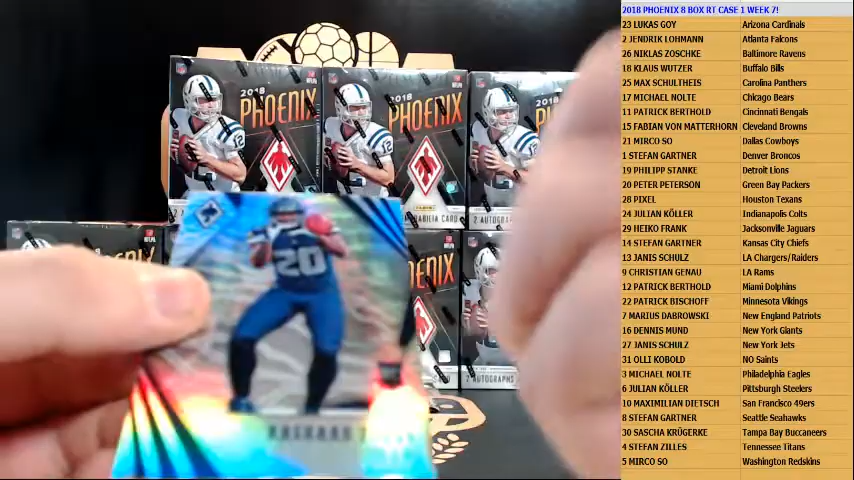 2018 PHOENIX 8 BOX RT CASE 1 WEEK 7!
23 LUKAS GOY Arizona Cardinals
2 JENDRIK LOHMANN Atlanta Falcons
26 NIKLAS ZOSCHKE Baltimore Ravens
18 KLAUS WUTZER Buffalo Bills
25 MAX SCHULTHEIS Carolina Panthers
17 MICHAEL NOLTE Chicago Bears
11 PATRICK BERTHOLD Cincinnati Bengals
15 FABIAN VON MATTERHORN Cleveland Browns
21 MIRCO SO Dallas Cowboys
1 STEFAN GARTNER Denver Broncos
19 PHILIPP STANKE Detroit Lions
20 PETER PETERSON Green Bay Packers
28 PIXEL Houston Texans
24 JULIAN KÖLLER Indianapolis Colts
29 HEIKO FRANK Jacksonville Jaguars
14 STEFAN GARTNER Kansas City Chiefs
13 JANIS SCHULZ LA Chargers/Raiders
9 CHRISTIAN GENAU LA Rams
12 PATRICK BERTHOLD Miami Dolphins
22 PATRICK BISCHOFF Minnesota Vikings
7 MARIUS DABROWSKI New England Patriots
16 DENNIS MUND New York Giants
27 JANIS SCHULZ New York Jets
31 OLLI KOBOLD NO Saints
3 MICHAEL NOLTE Philadelphia Eagles
6 JULIAN KÖLLER Pittsburgh Steelers
10 MAXIMILIAN DIETSCH San Francisco 49ers
8 STEFAN GARTNER Seattle Seahawks
30 SASCHA KRÜGERKE Tampa Bay Buccaneers
4 STEFAN ZILLES Tennessee Titans
5 MIRCO SO Washington Redskins
2018 PHOENIX
2018 PHOENIX
2018
12
12
12
20
CARD
2 AUTOGRAPHS